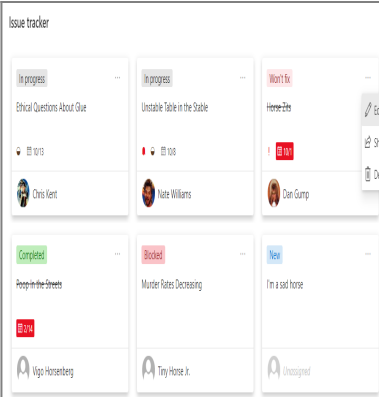 Issue tracker
In progress
In progress
Won't fix
Ethical Questions About Glue
Unstable Table in the Stable
Horse Zits
10/13
10/8
10/1
Chris Kent
Nate Williams
Dan Gump
Completed
Blocked
New
Poop in the Streets
Murder Rates Decreasing
I'm a sad horse
2/14
Vigo Horsenberg
Tiny Horse Jr.
Unassigned